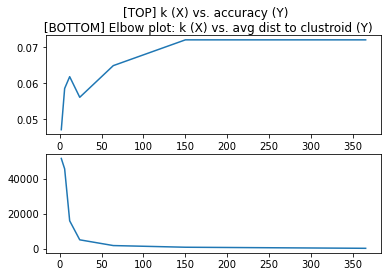 [TOP] k (X) vs. accuracy (Y)
[BOTTOM] Elbow plot: k (X) vs. avg dist to clustroid (Y)
0.07
0.06
0.05
0 50 100 150 200 250 300 350
40000
20000
0
0 50 100 150 200 250 300 350